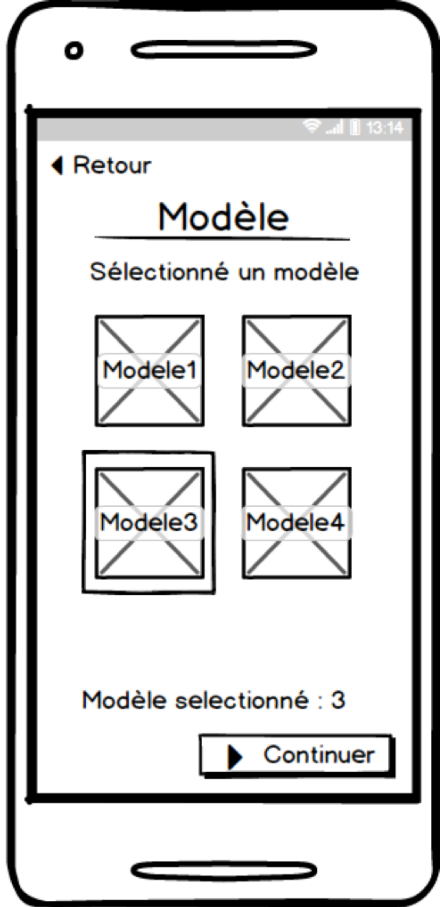 13:14
Retour
Modèle
Sélectionné un modèle
Modele1 Modele2
Modele3 Modele4
Modèle selectionné : 3
Continuer